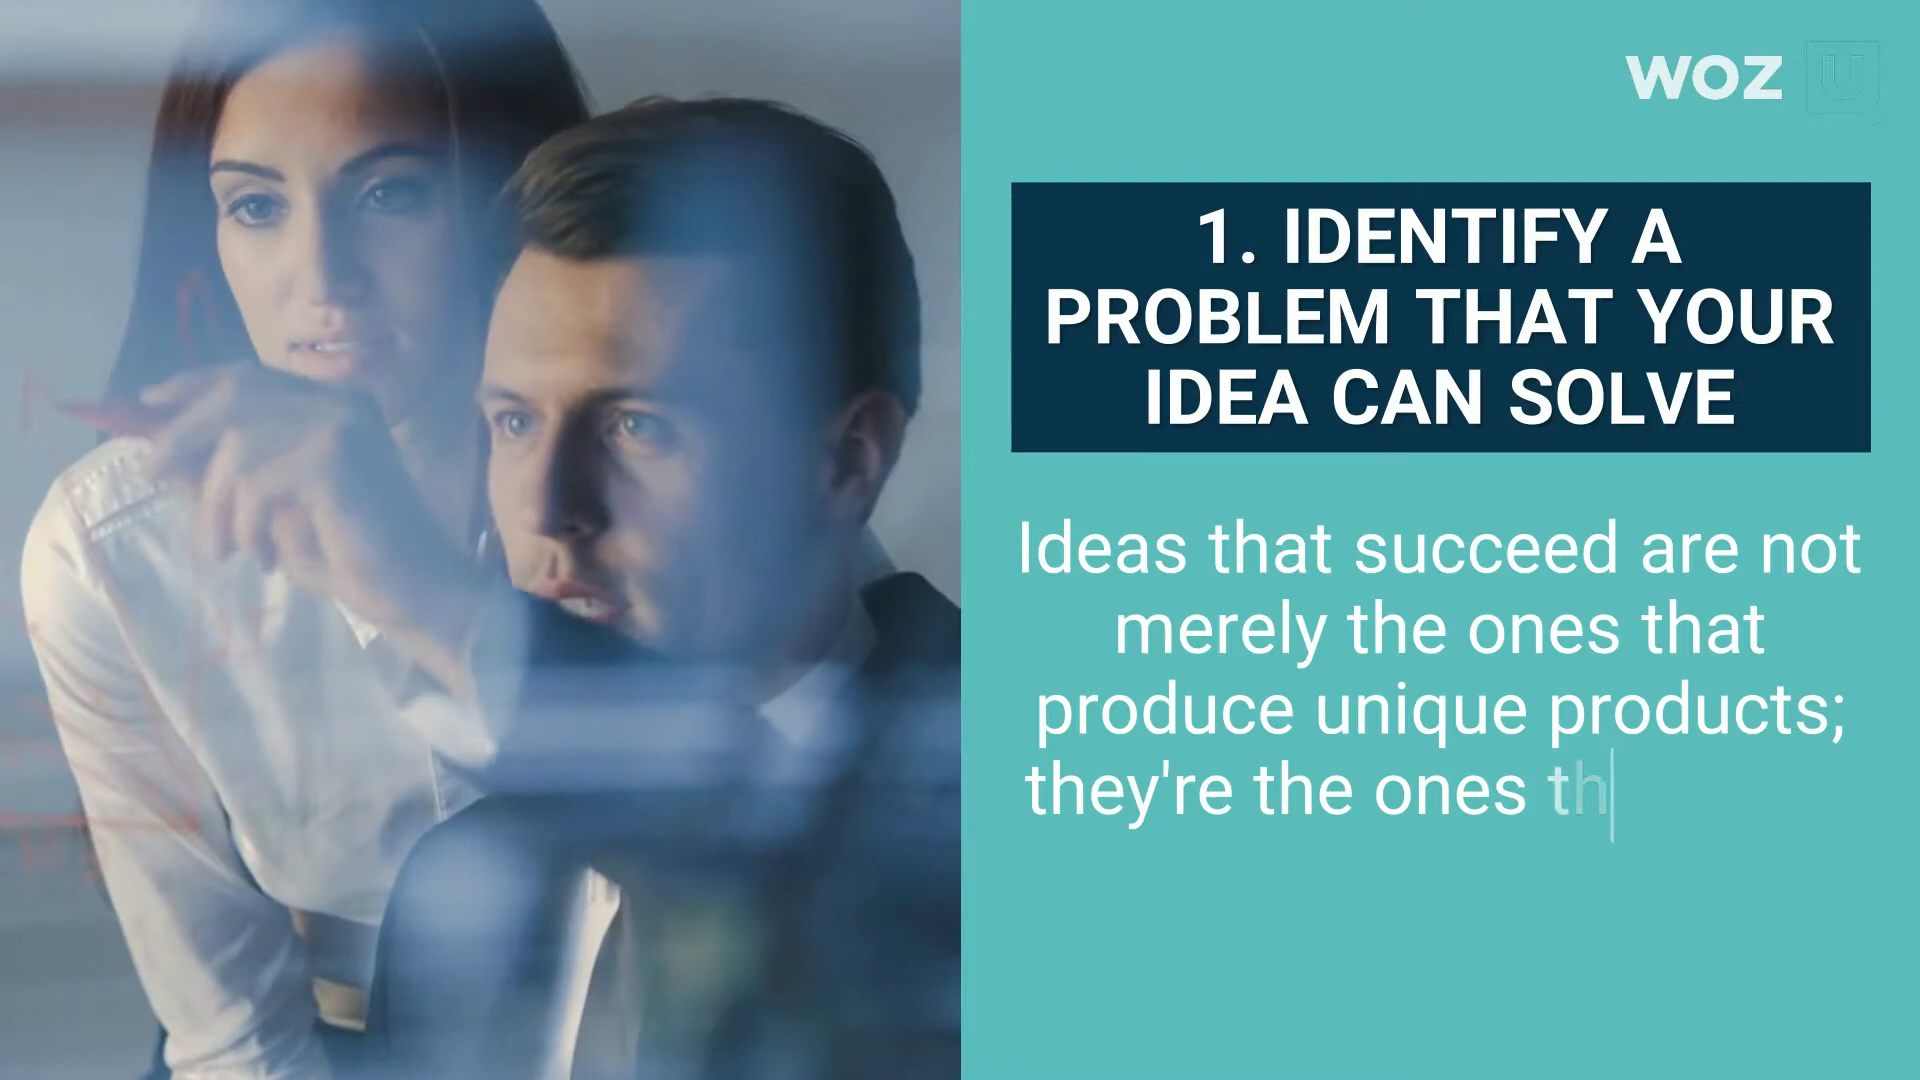 WOZ U
1. IDENTIFY A
PROBLEM THAT YOUR
IDEA CAN SOLVE
Ideas that succeed are not
merely the ones that
produce unique products;
they're the ones th